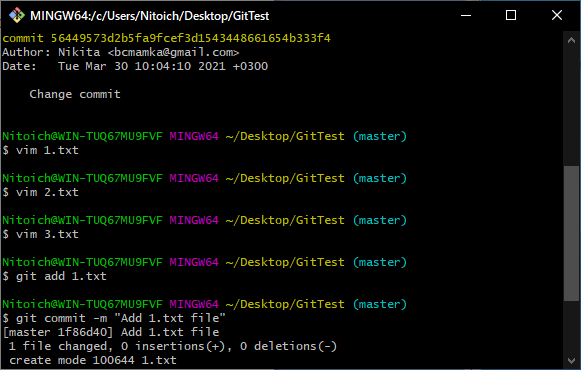 MINGW64:/c/Users/Nitoich/Desktop/GitTest
commit 56449573d2b5fa9fcef3d1543448661654b333f4
Author: Nikita <bcmamka@gmail.com>
Date:   Tue Mar 30 10:04:10 2021 +0300
Change commit
Nitoich@WIN-TUQ67MU9FVF MINGW64 ~/Desktop/GitTest (master)
$ vim 1.txt
Nitoich@WIN-TUQ67MU9FVF MINGW64 ~/Desktop/GitTest (master)
$ vim 2.txt
Nitoich@WIN-TUQ67MU9FVF MINGW64 ~/Desktop/GitTest (master)
$ vim 3.txt
Nitoich@WIN-TUQ67MU9FVF MINGW64 ~/Desktop/GitTest (master)
$ git add 1.txt
Nitoich@WIN-TUQ67MU9FVF MINGW64 ~/Desktop/GitTest (master)
$ git commit -m "Add 1.txt file"
[master 1f86d40] Add 1.txt file
1 file changed, 0 insertions(+), 0 deletions(-)
create mode 100644 1.txt